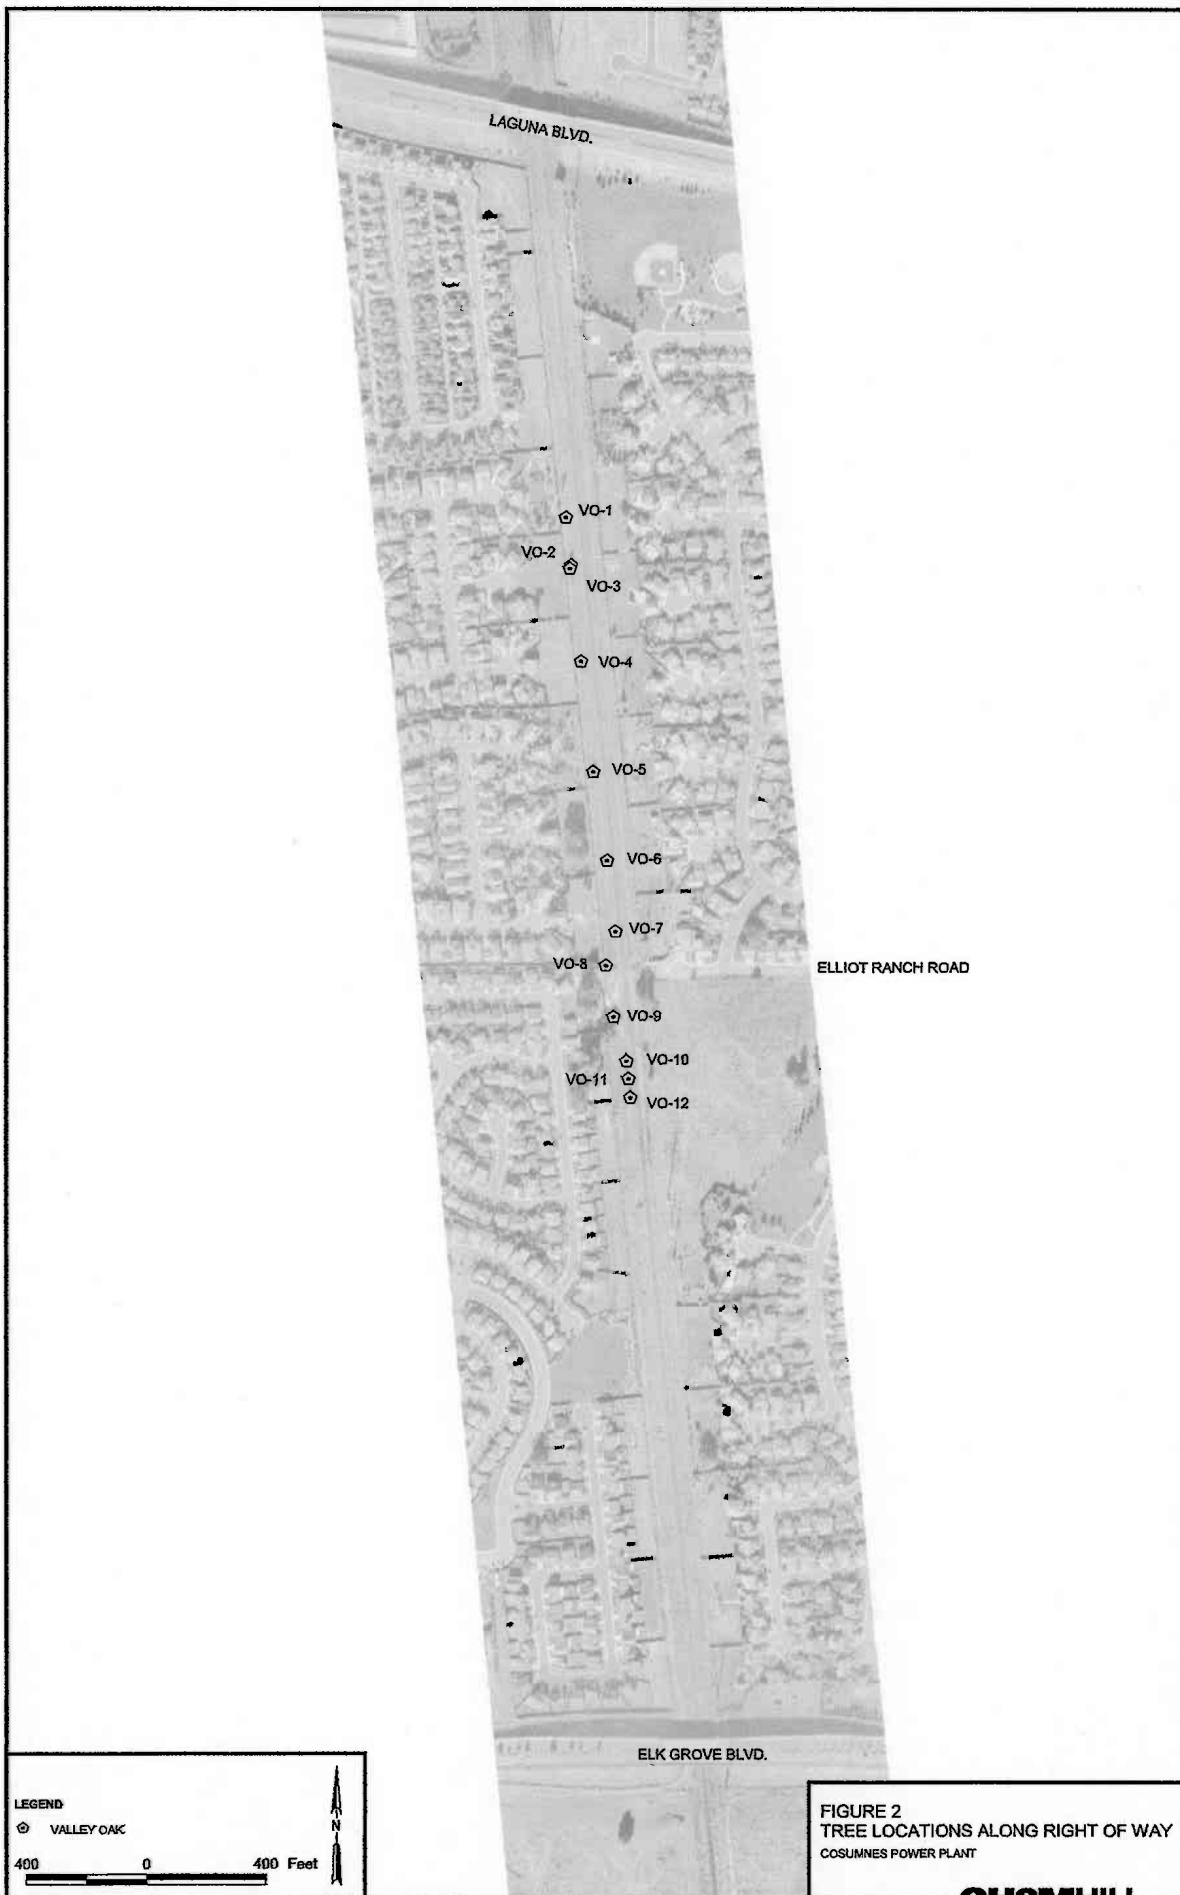 LAGUNA BLVD.
VO-1
VO-2
VO-3
VO-4
VO-5
VO-6
VO-7
VO-8
ELLIOT RANCH ROAD
VO-9
VO-10
VO-11
VO-12
ELK GROVE BLVD.
LEGEND
VALLEY OAK
N
400 0 400 Feet
FIGURE 2
TREE LOCATIONS ALONG RIGHT OF WAY
COSUMNES POWER PLANT